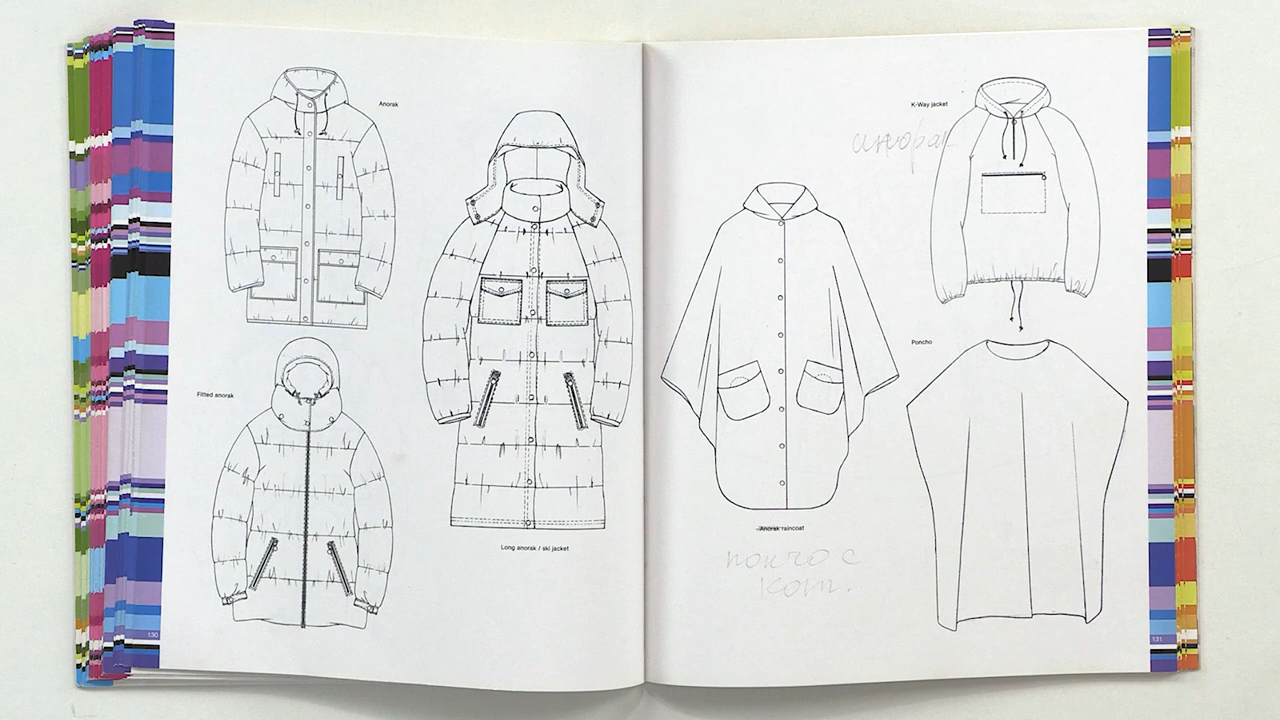 Anorak
Fitted anorak
Long anorak / ski jacket
130
K-Way jacket
анорак
Poncho
Anorak raincoat
пончо с
кап.
131